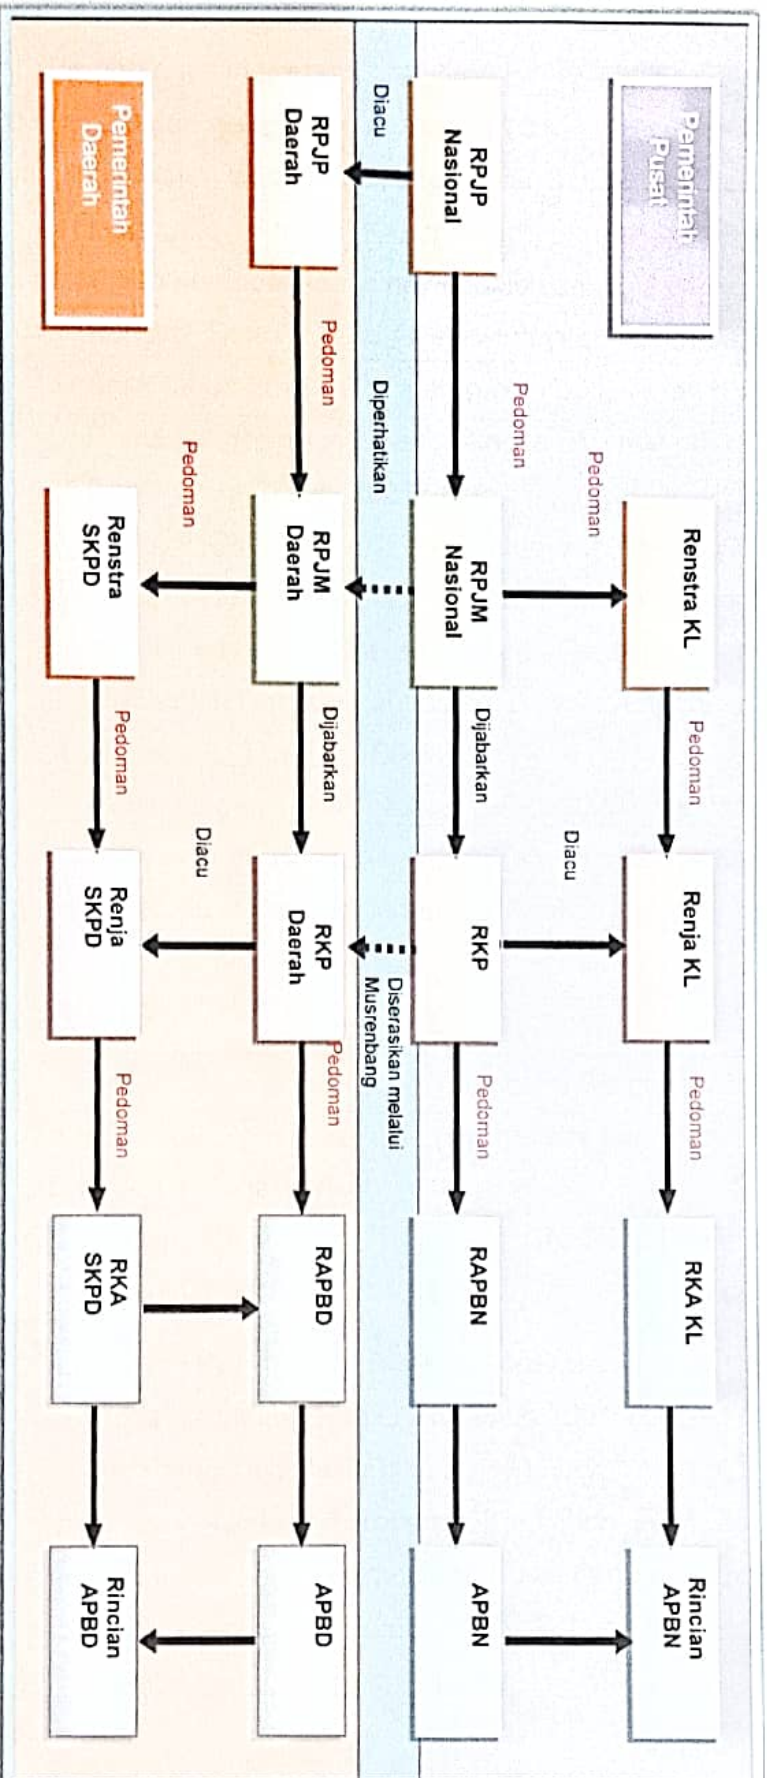 Pemerintah
Pusat
Renstra KL
Pedoman
Renja KL
Pedoman
RKA KL
Rincian
APBN
Pedoman
Diacu
RPJP
Nasional
Pedoman
RPJM
Nasional
Dijabarkan
RKP
Pedoman
RAPBN
APBN
Diacu
Diperhatikan
Diserasikan melalui
Musrenbang
RPJP
Daerah
Pedoman
RPJM
Daerah
Dijabarkan
RKP
Daerah
Pedoman
RAPBD
APBD
Pedoman
Diacu
Pemerintah
Daerah
Renstra
SKPD
Pedoman
Renja
SKPD
Pedoman
RKA
SKPD
Rincian
APBD